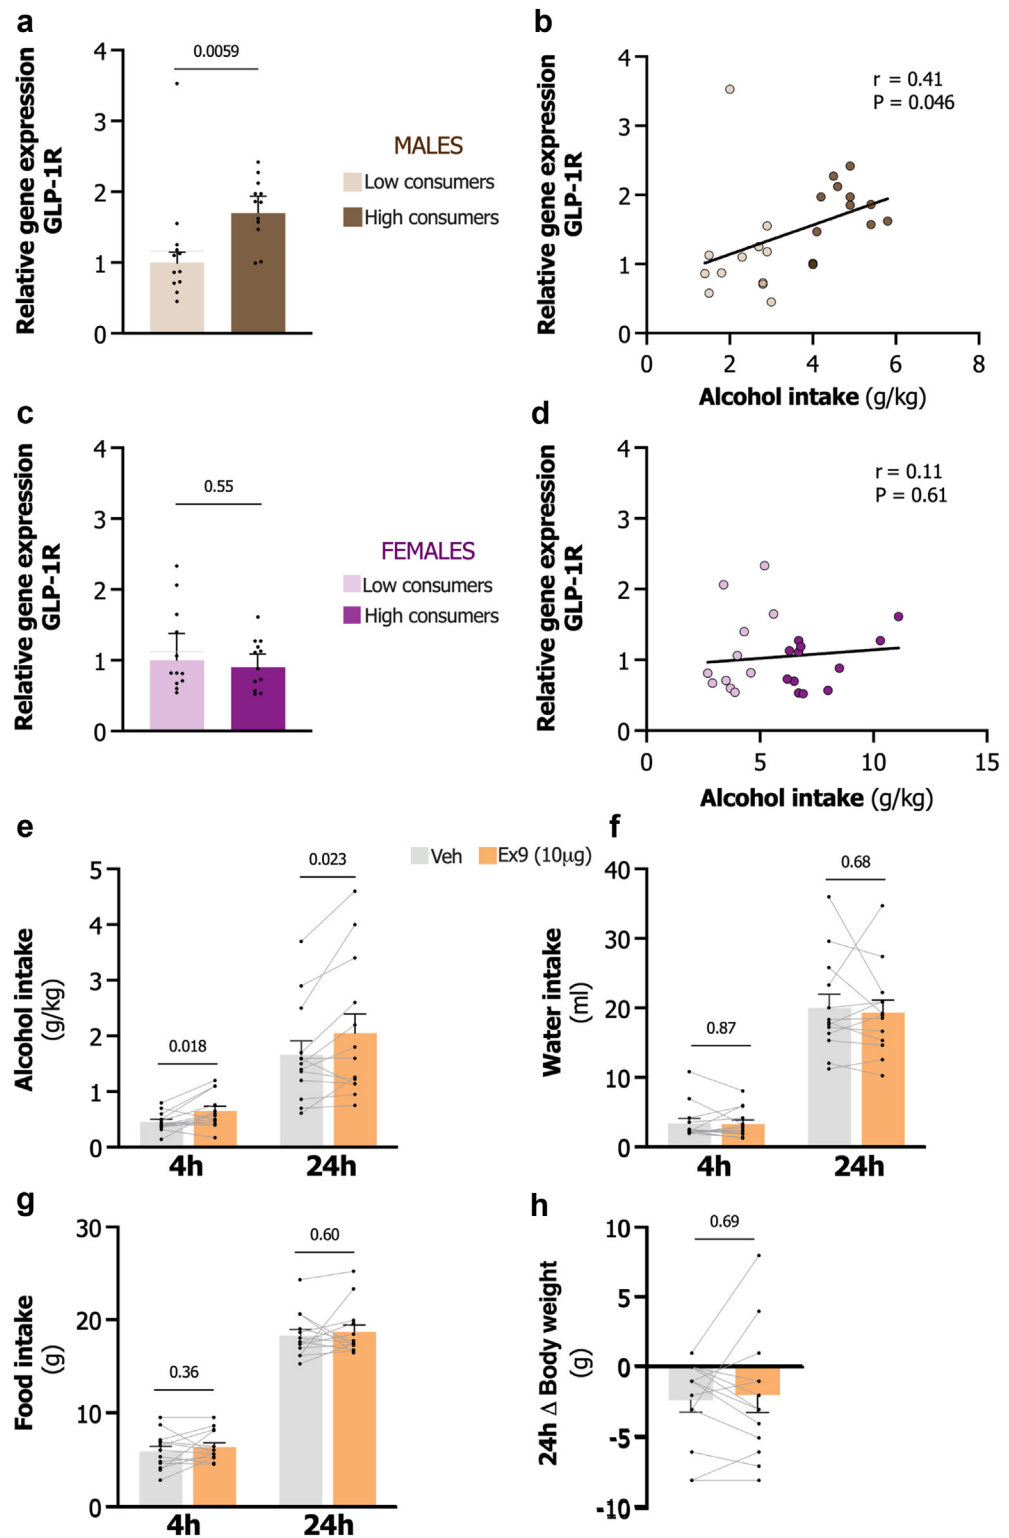 a
Relative gene expression
GLP-1R
4
3
2
1
0
0.0059
MALES
Low consumers
High consumers
b
Relative gene expression
GLP-1R
4
3
2
1
0
r = 0.41
P = 0.046
0 2 4 6 8
Alcohol intake (g/kg)
c
Relative gene expression
GLP-1R
4
3
2
1
0
0.55
FEMALES
Low consumers
High consumers
d
Relative gene expression
GLP-1R
4
3
2
1
0
r = 0.11
P = 0.61
0 5 10 15
Alcohol intake (g/kg)
e
Veh Ex9 (10μg)
Alcohol intake
(g/kg)
5
4
3
2
1
0
0.018
0.023
4h 24h
f
Water intake
(ml)
40
30
20
10
0
0.87
0.68
4h 24h
g
Food intake
(g)
30
20
10
0
0.36
0.60
4h 24h
h
24h Δ Body weight
(g)
10
5
0
-5
-10
0.69